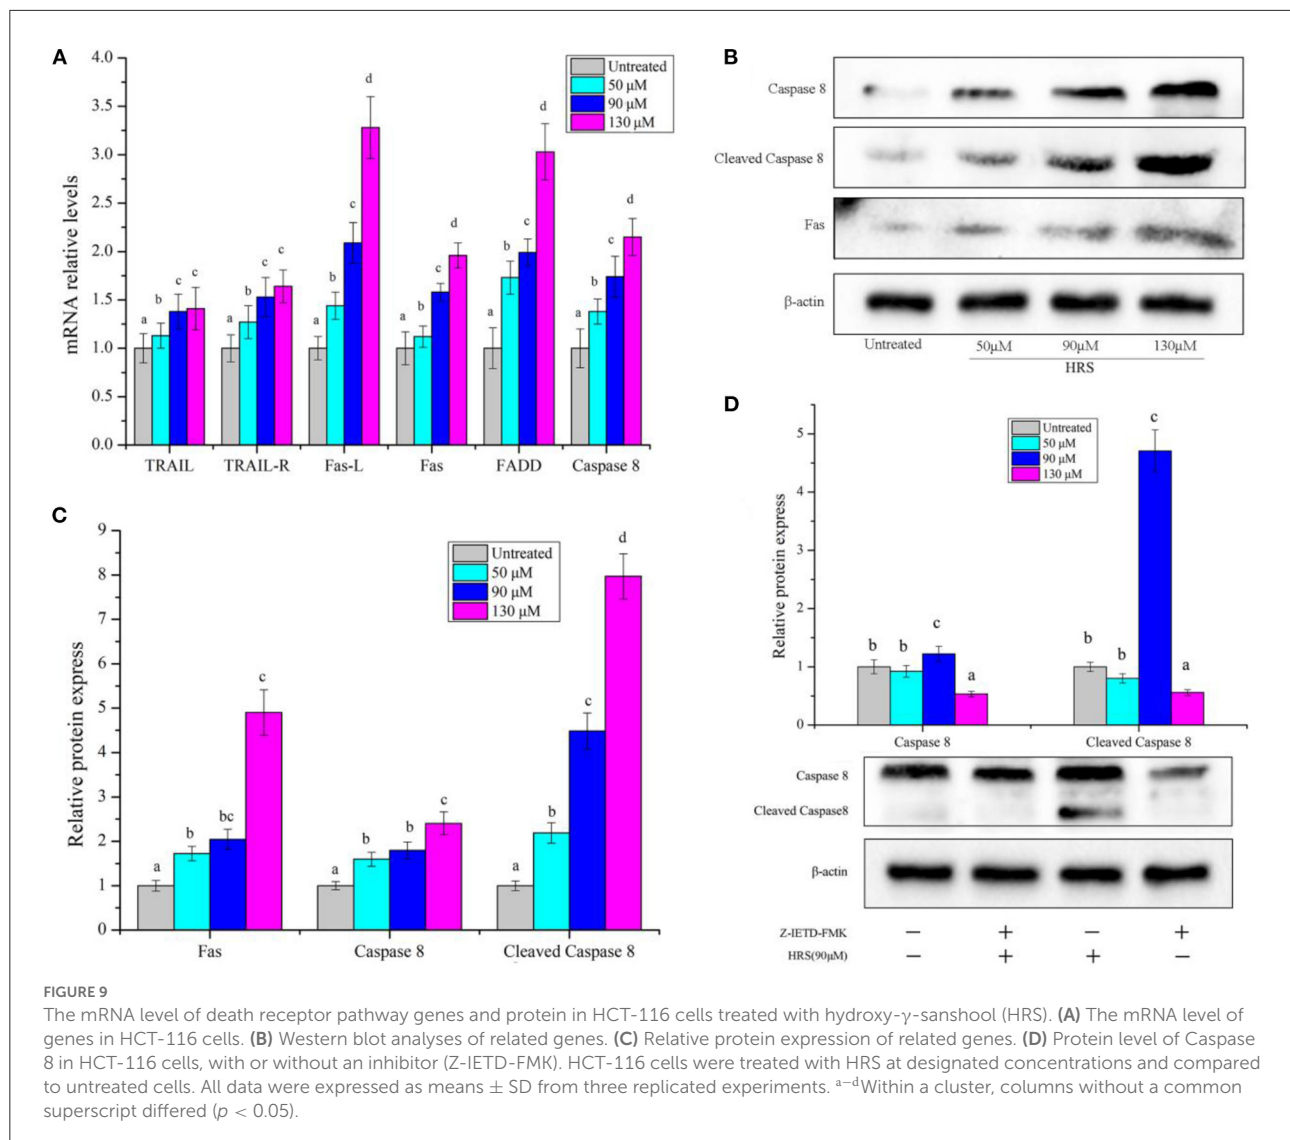 A
4.0
3.5
3.0
2.5
2.0
1.5
1.0
0.5
0.0
mRNA relative levels
Untreated
50 μM
90 μM
130 μM
a b c c
a b c c
a b c d
a b c d
a b c d
a b c d
TRAIL TRAIL-R Fas-L Fas FADD Caspase 8
B
Caspase 8
Cleaved Caspase 8
Fas
β-actin
Untreated 50μM 90μM 130μM
HRS
C
9
8
7
6
5
4
3
2
1
0
Relative protein express
Untreated
50 μM
90 μM
130 μM
a b bc c
a b b c
a b c d
Fas Caspase 8 Cleaved Caspase 8
D
5
4
3
2
1
0
Relative protein express
Untreated
50 μM
90 μM
130 μM
b b c a
b b c a
Caspase 8 Cleaved Caspase 8
Caspase 8
Cleaved Caspase8
β-actin
Z-IETD-FMK − + − +
HRS(90μM) − + + −
FIGURE 9
The mRNA level of death receptor pathway genes and protein in HCT-116 cells treated with hydroxy-γ-sanshool (HRS). (A) The mRNA level of
genes in HCT-116 cells. (B) Western blot analyses of related genes. (C) Relative protein expression of related genes. (D) Protein level of Caspase
8 in HCT-116 cells, with or without an inhibitor (Z-IETD-FMK). HCT-116 cells were treated with HRS at designated concentrations and compared
to untreated cells. All data were expressed as means ± SD from three replicated experiments. a−dWithin a cluster, columns without a common
superscript differed (p < 0.05).